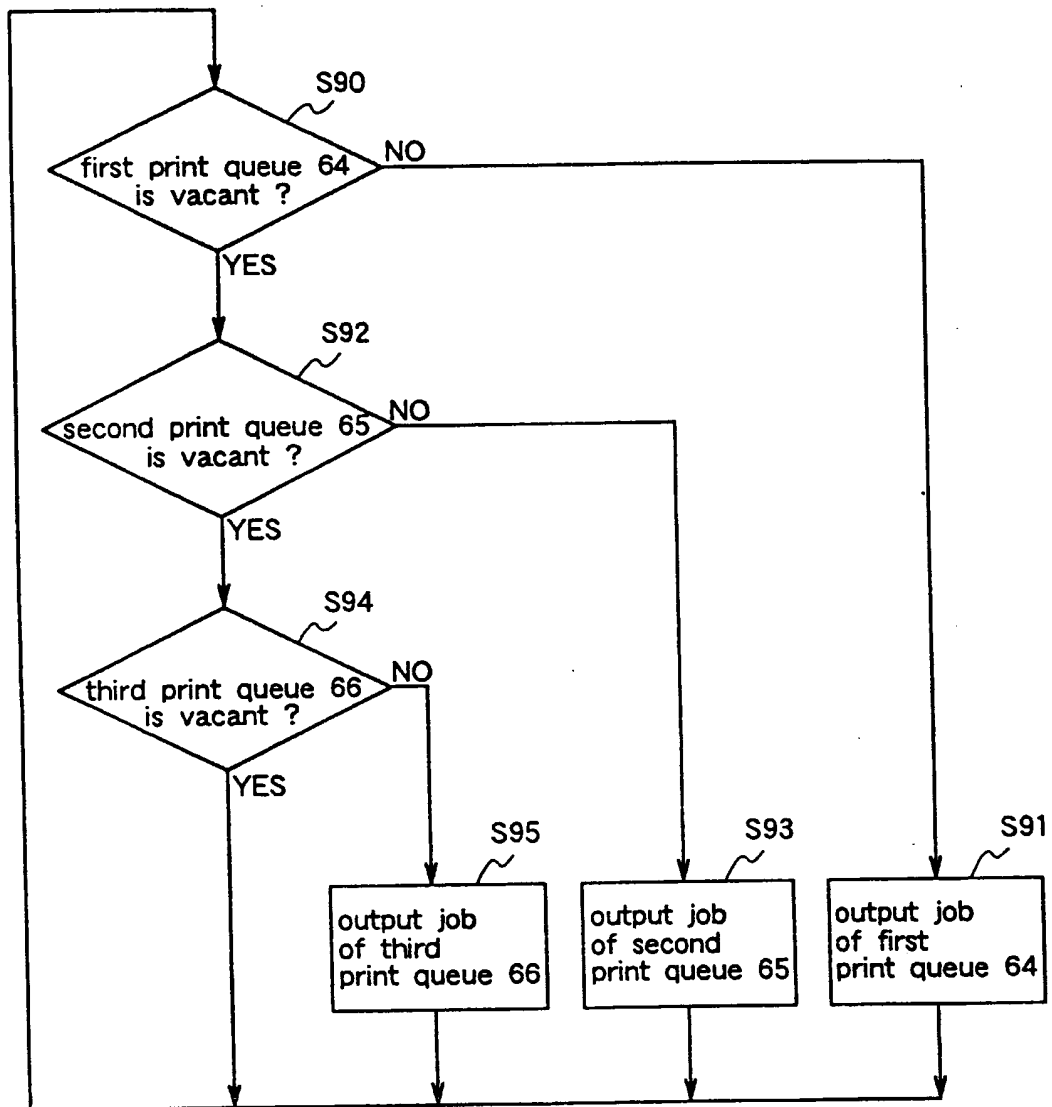 S90
first print queue 64
is vacant ?
NO
YES
S92
second print queue 65
is vacant ?
NO
YES
S94
third print queue 66
is vacant ?
NO
YES
S95
output job
of third
print queue 66
S93
output job
of second
print queue 65
S91
output job
of first
print queue 64